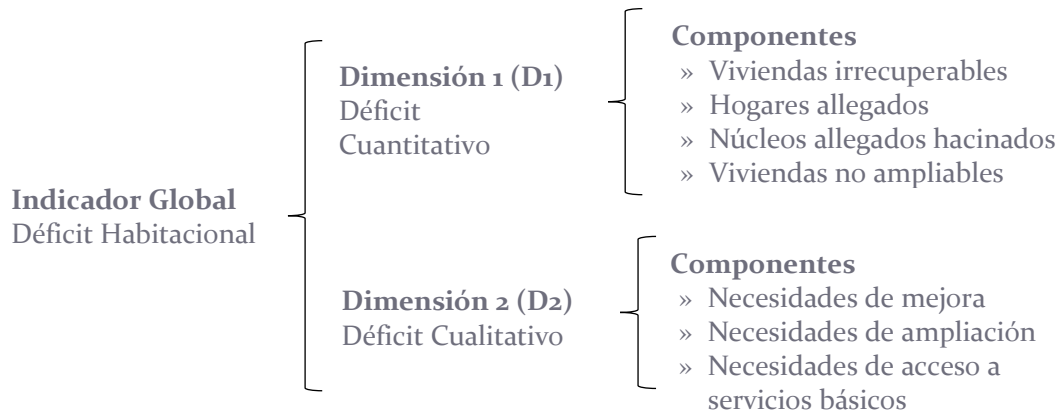 Indicador Global
Déficit Habitacional
Dimensión 1 (D1)
Déficit
Cuantitativo
Componentes
» Viviendas irrecuperables
» Hogares allegados
» Núcleos allegados hacinados
» Viviendas no ampliables
Dimensión 2 (D2)
Déficit Cualitativo
Componentes
» Necesidades de mejora
» Necesidades de ampliación
» Necesidades de acceso a
servicios básicos